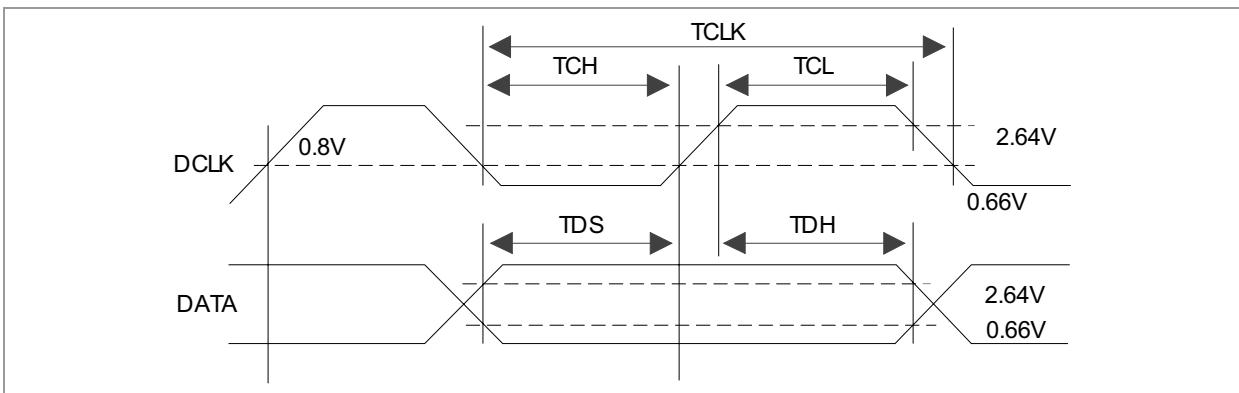 TCLK
TCH
TCL
0.8V
2.64V
DCLK
0.66V
TDS
TDH
DATA
2.64V
0.66V